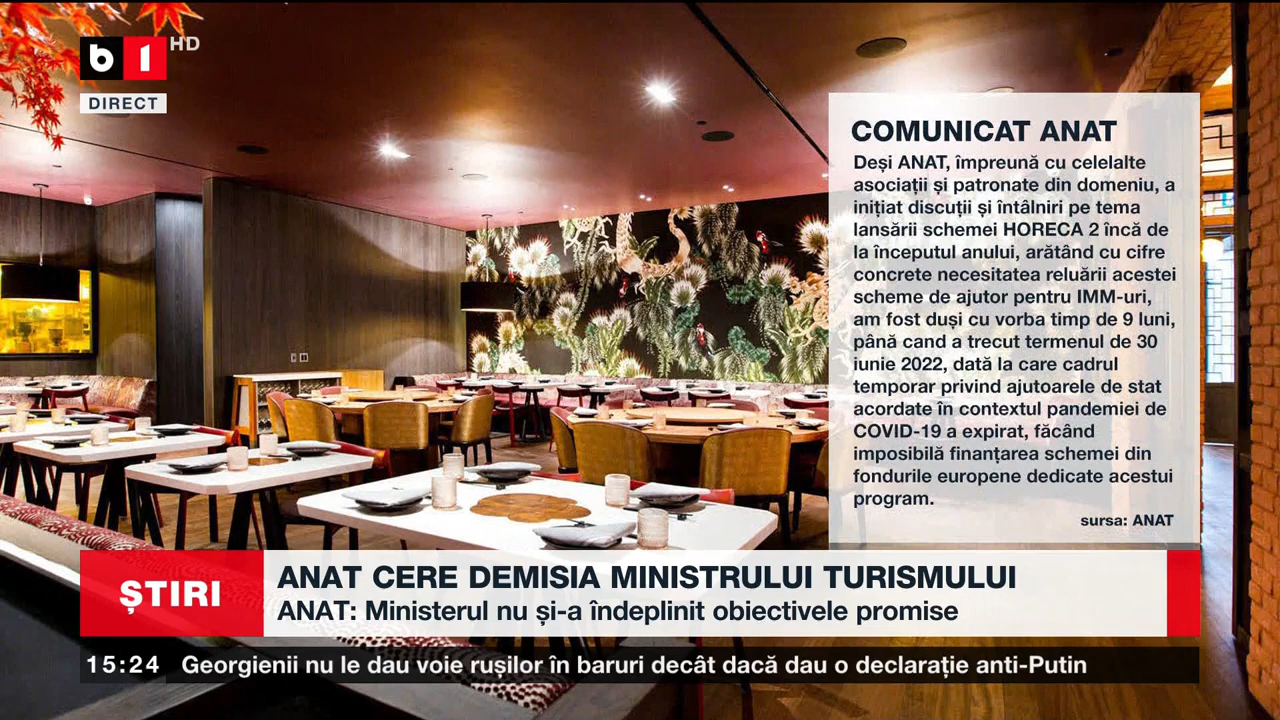 b1 HD
DIRECT
COMUNICAT ANAT
Deși ANAT, împreună cu celelalte
asociații și patronate din domeniu, a
inițiat discuții și întâlniri pe tema
lansării schemei HORECA 2 încă de
la începutul anului, arătând cu cifre
concrete necesitatea reluării acestei
scheme de ajutor pentru IMM-uri,
am fost duși cu vorba timp de 9 luni,
până cand a trecut termenul de 30
iunie 2022, dată la care cadrul
temporar privind ajutoarele de stat
acordate în contextul pandemiei de
COVID-19 a expirat, făcând
imposibilă finanțarea schemei din
fondurile europene dedicate acestui
program.
sursa: ANAT
ȘTIRI
ANAT CERE DEMISIA MINISTRULUI TURISMULUI
ANAT: Ministerul nu și-a îndeplinit obiectivele promise
15:24 Georgienii nu le dau voie rușilor în baruri decât dacă dau o declarație anti-Putin